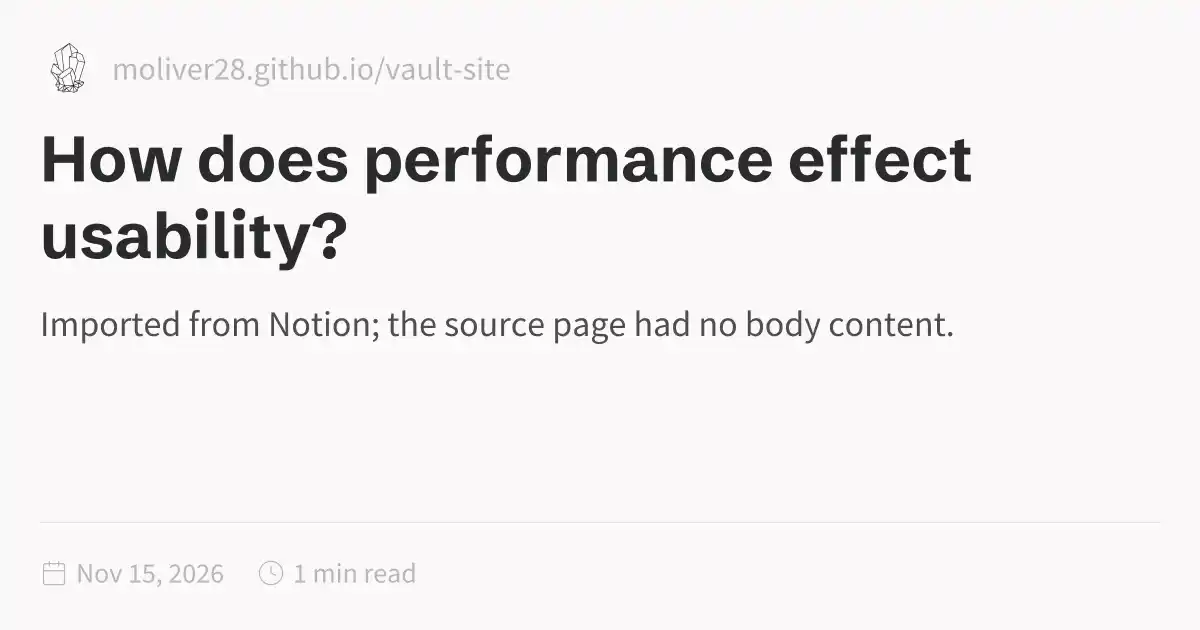 moliver28.github.io/vault-site
How does performance effect
usability?
Imported from Notion; the source page had no body content.
Nov 15, 2026 1 min read